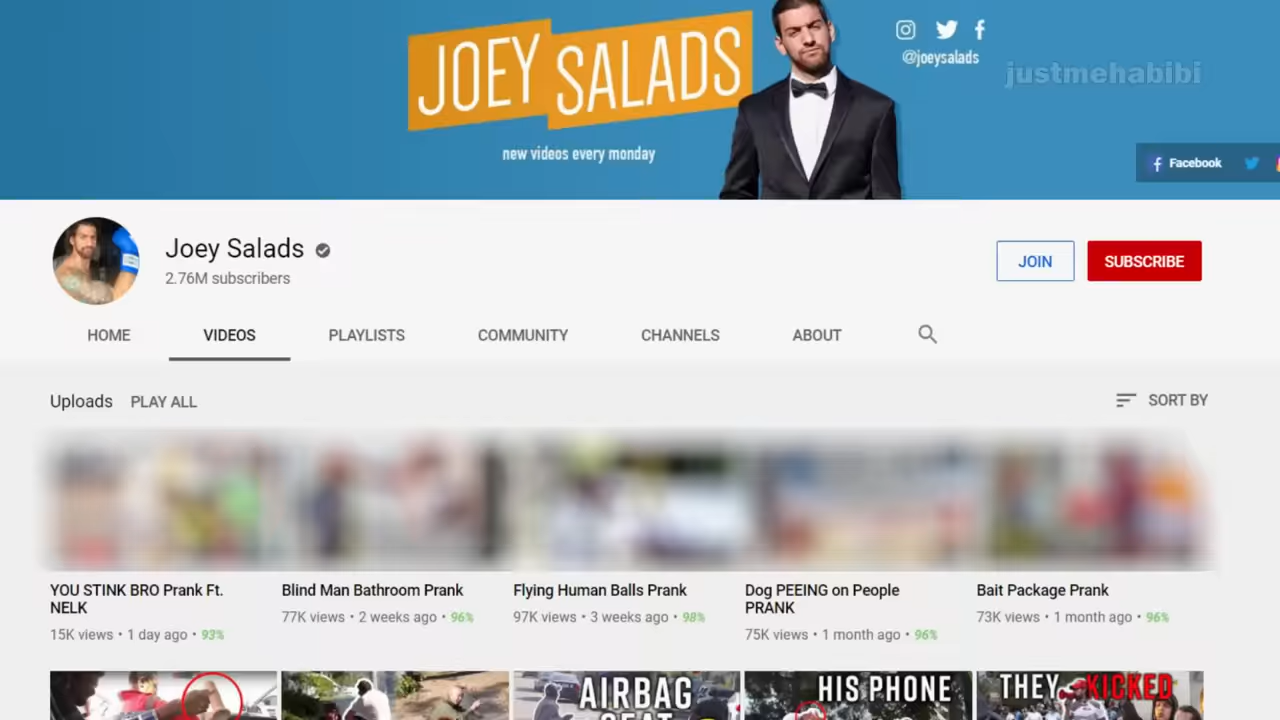 JOEY SALADS
new videos every monday
@joeysalads
justmehabibi
Facebook
Joey Salads
2.76M subscribers
JOIN
SUBSCRIBE
HOME
VIDEOS
PLAYLISTS
COMMUNITY
CHANNELS
ABOUT
Uploads
PLAY ALL
SORT BY
YOU STINK BRO Prank Ft.
NELK
15K views • 1 day ago • 93%
Blind Man Bathroom Prank
77K views • 2 weeks ago • 96%
Flying Human Balls Prank
97K views • 3 weeks ago • 98%
Dog PEEING on People
PRANK
75K views • 1 month ago • 96%
Bait Package Prank
73K views • 1 month ago • 96%
AIRBAG
SEAT
HIS PHONE
THEY KICKED